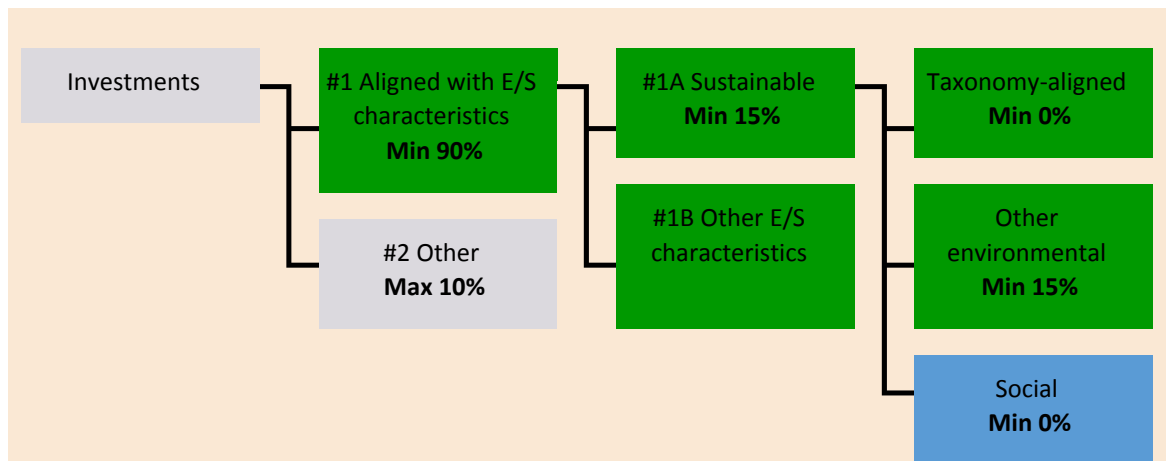 Investments
#1 Aligned with E/S
characteristics
Min 90%
#2 Other
Max 10%
#1A Sustainable
Min 15%
#1B Other E/S
characteristics
Taxonomy-aligned
Min 0%
Other
environmental
Min 15%
Social
Min 0%